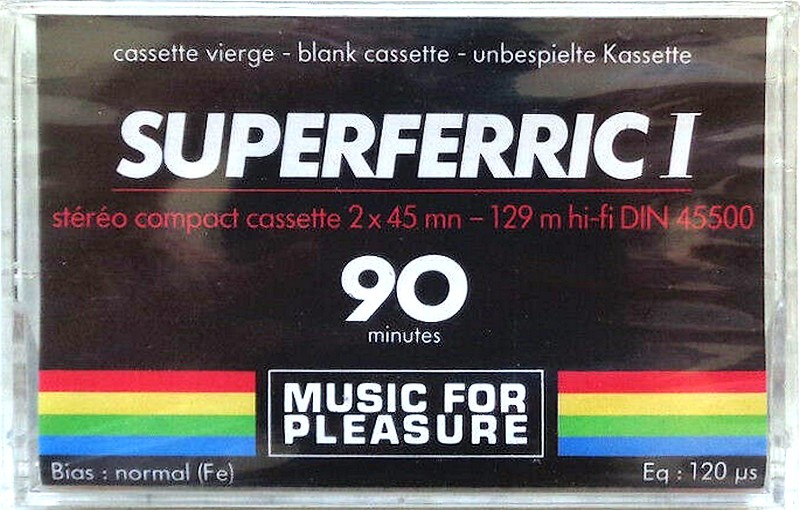 cassette vierge - blank cassette - unbespielte Kassette
SUPERFERRIC I
stéréo compact cassette 2 x 45 mn – 129 m hi-fi DIN 45500
90
minutes
MUSIC FOR
PLEASURE
Bias : normal (Fe)
Eq : 120 µs